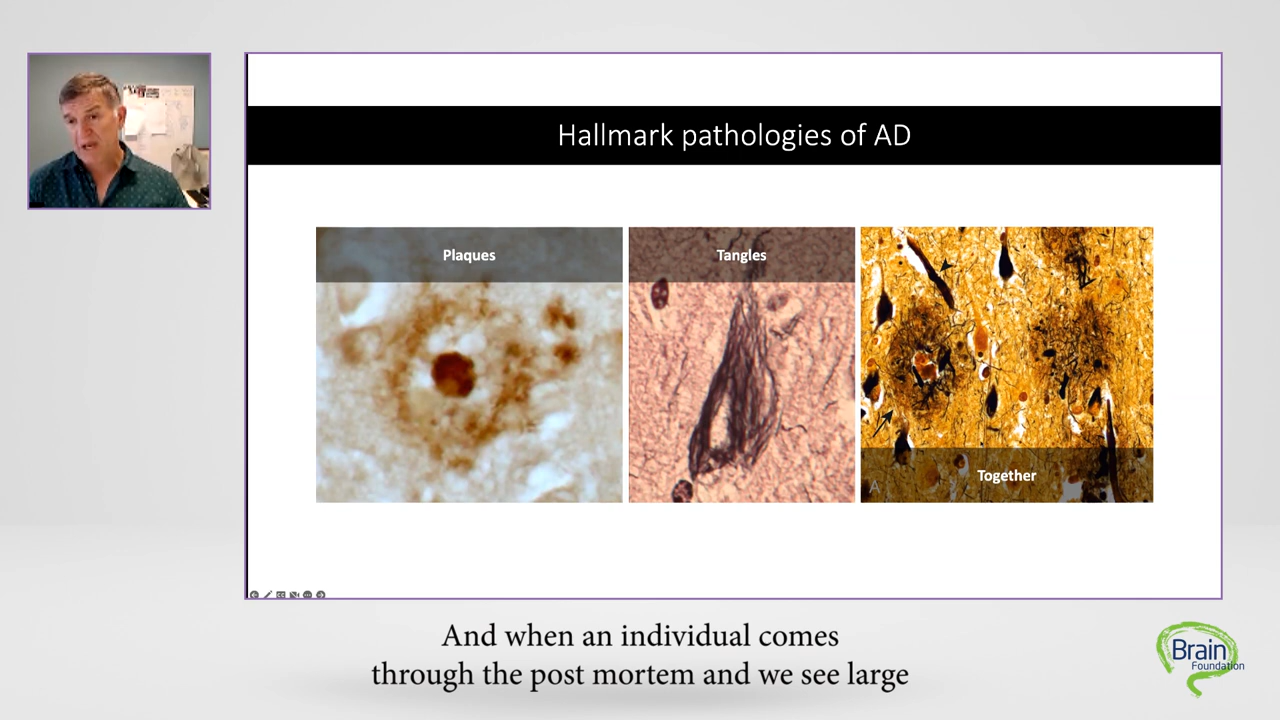 Hallmark pathologies of AD
Plaques
Tangles
Together
A
And when an individual comes
through the post mortem and we see large
Brain
Foundation